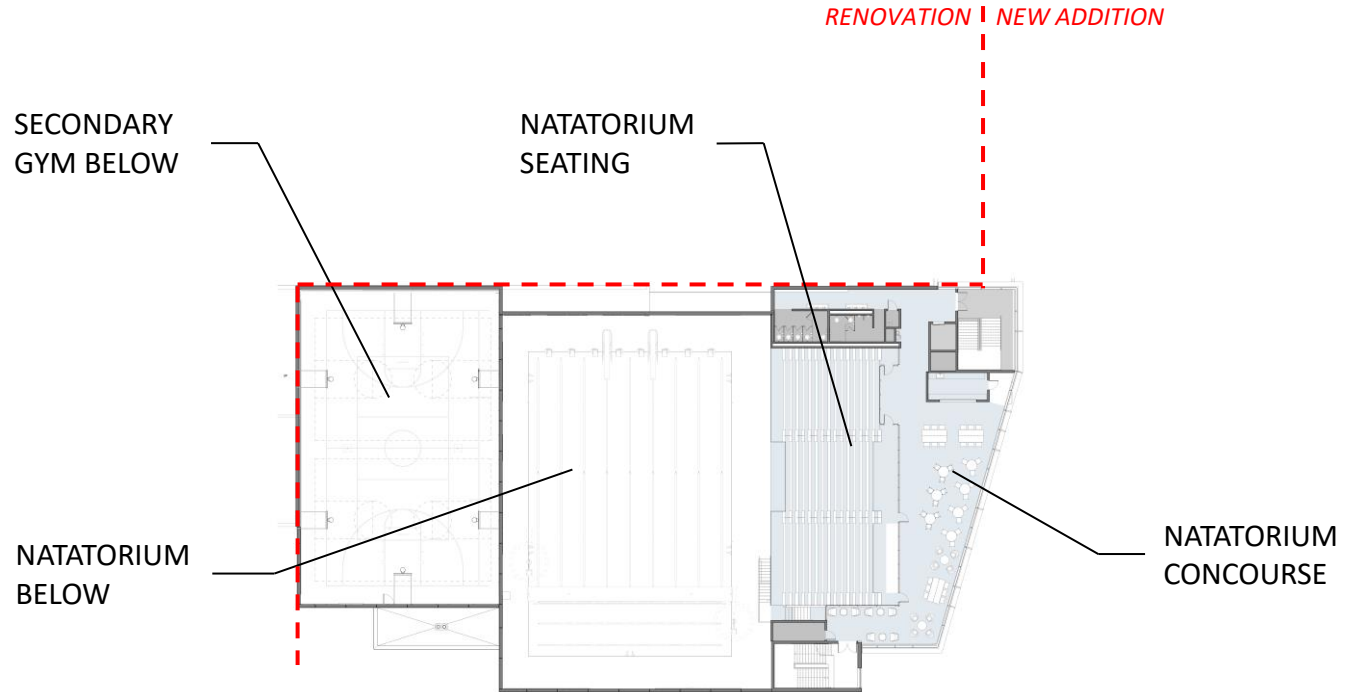 RENOVATION NEW ADDITION
SECONDARY
GYM BELOW
NATATORIUM
SEATING
NATATORIUM
BELOW
NATATORIUM
CONCOURSE